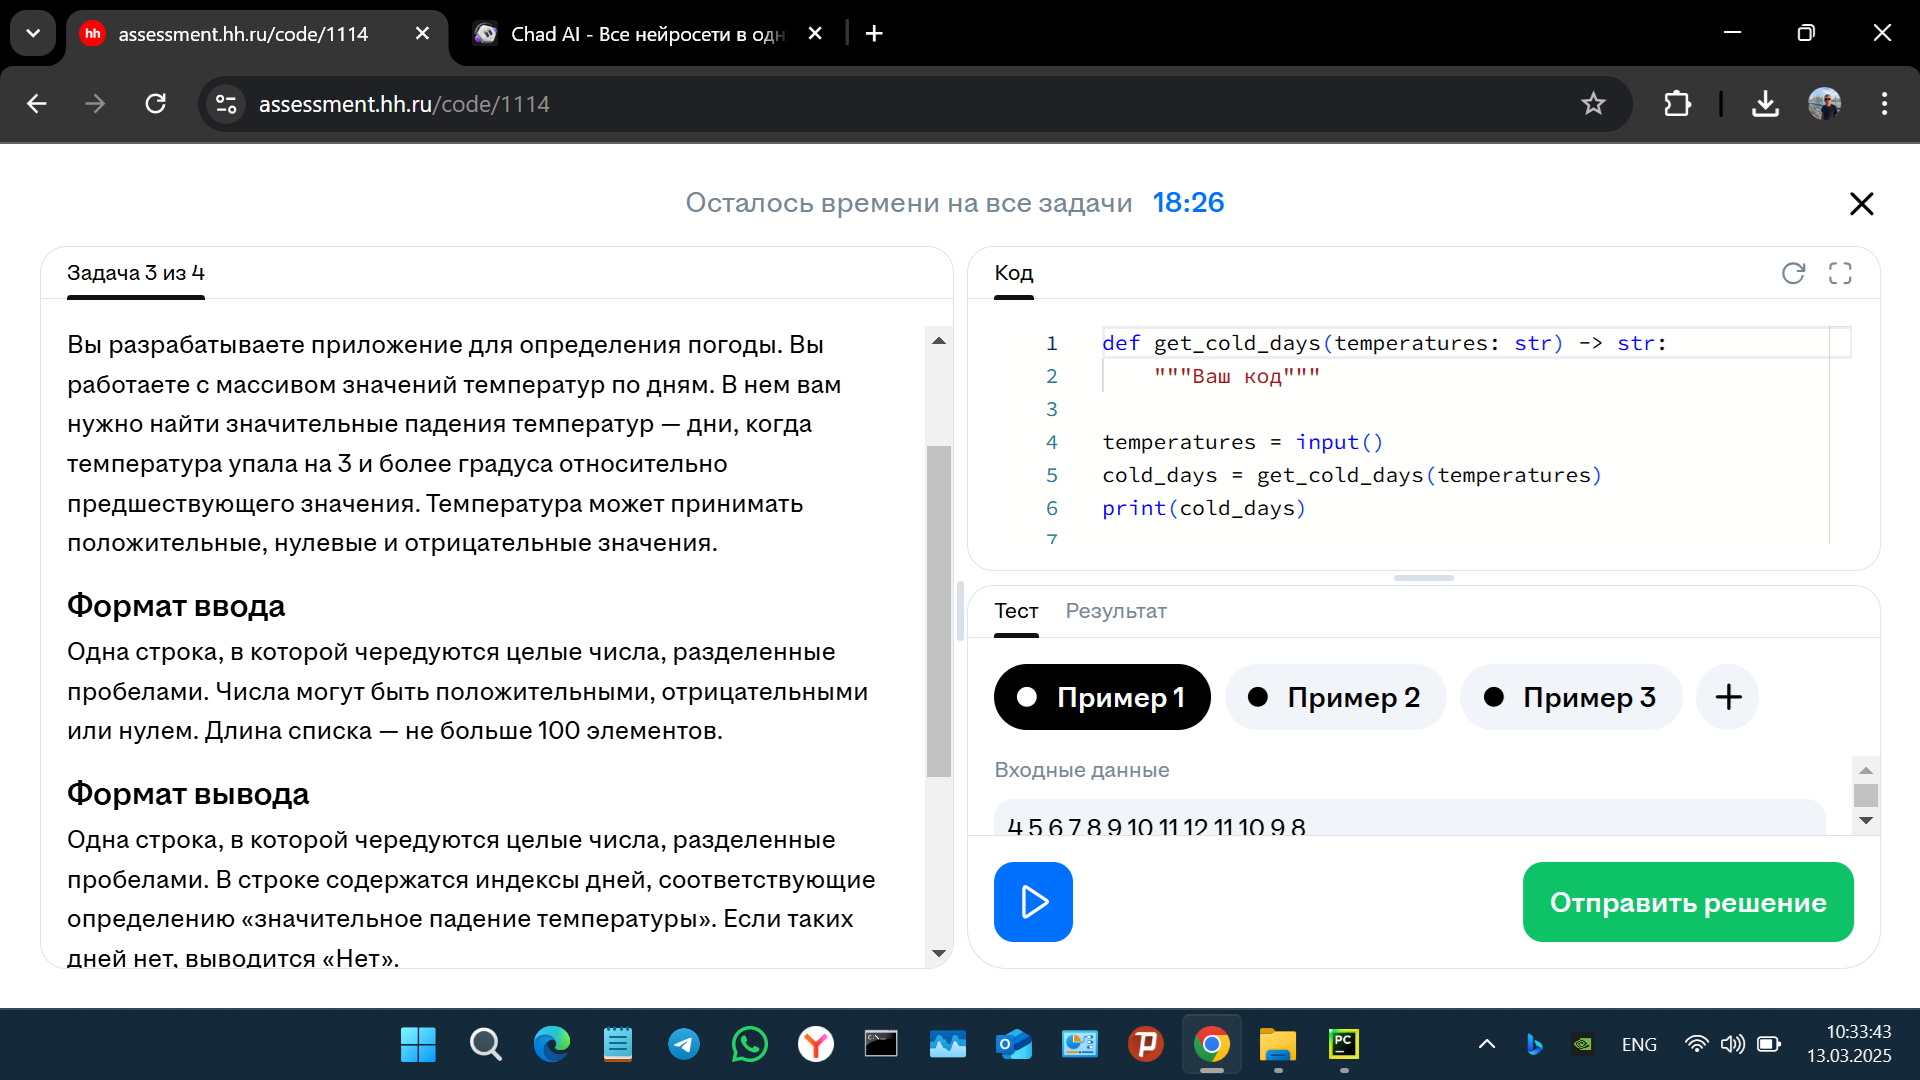 hh assessment.hh.ru/code/1114
Chad AI - Все нейросети в одн
assessment.hh.ru/code/1114
Осталось времени на все задачи 18:26
Задача 3 из 4
Вы разрабатываете приложение для определения погоды. Вы
работаете с массивом значений температур по дням. В нем вам
нужно найти значительные падения температур — дни, когда
температура упала на 3 и более градуса относительно
предшествующего значения. Температура может принимать
положительные, нулевые и отрицательные значения.
Формат ввода
Одна строка, в которой чередуются целые числа, разделенные
пробелами. Числа могут быть положительными, отрицательными
или нулем. Длина списка — не больше 100 элементов.
Формат вывода
Одна строка, в которой чередуются целые числа, разделенные
пробелами. В строке содержатся индексы дней, соответствующие
определению «значительное падение температуры». Если таких
дней нет, выводится «Нет».
Код
1 def get_cold_days(temperatures: str) -> str:
2 """Ваш код"""
3
4 temperatures = input()
5 cold_days = get_cold_days(temperatures)
6 print(cold_days)
7
Тест Результат
Пример 1 Пример 2 Пример 3 +
Входные данные
4 5 6 7 8 9 10 11 12 11 10 9 8
Отправить решение
PC
ENG
10:33:43
13.03.2025